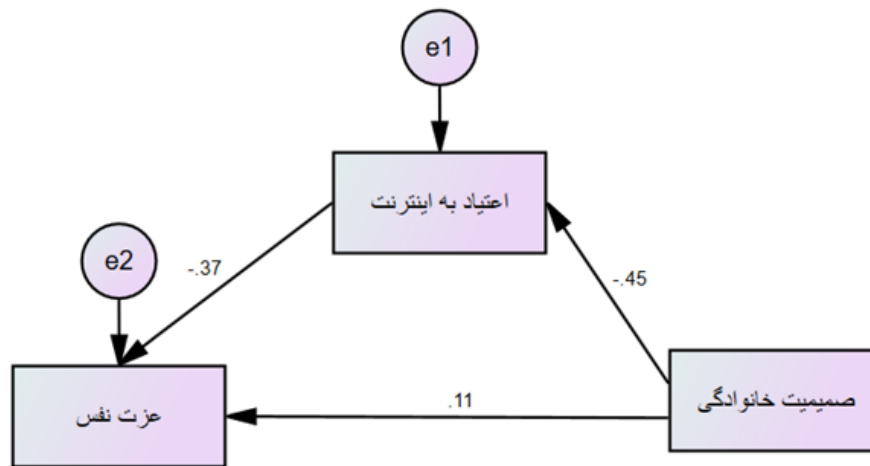 e1
اعتیاد به اینترنت
e2
-.37
-.45
صمیمیت خانوادگی
.11
عزت نفس